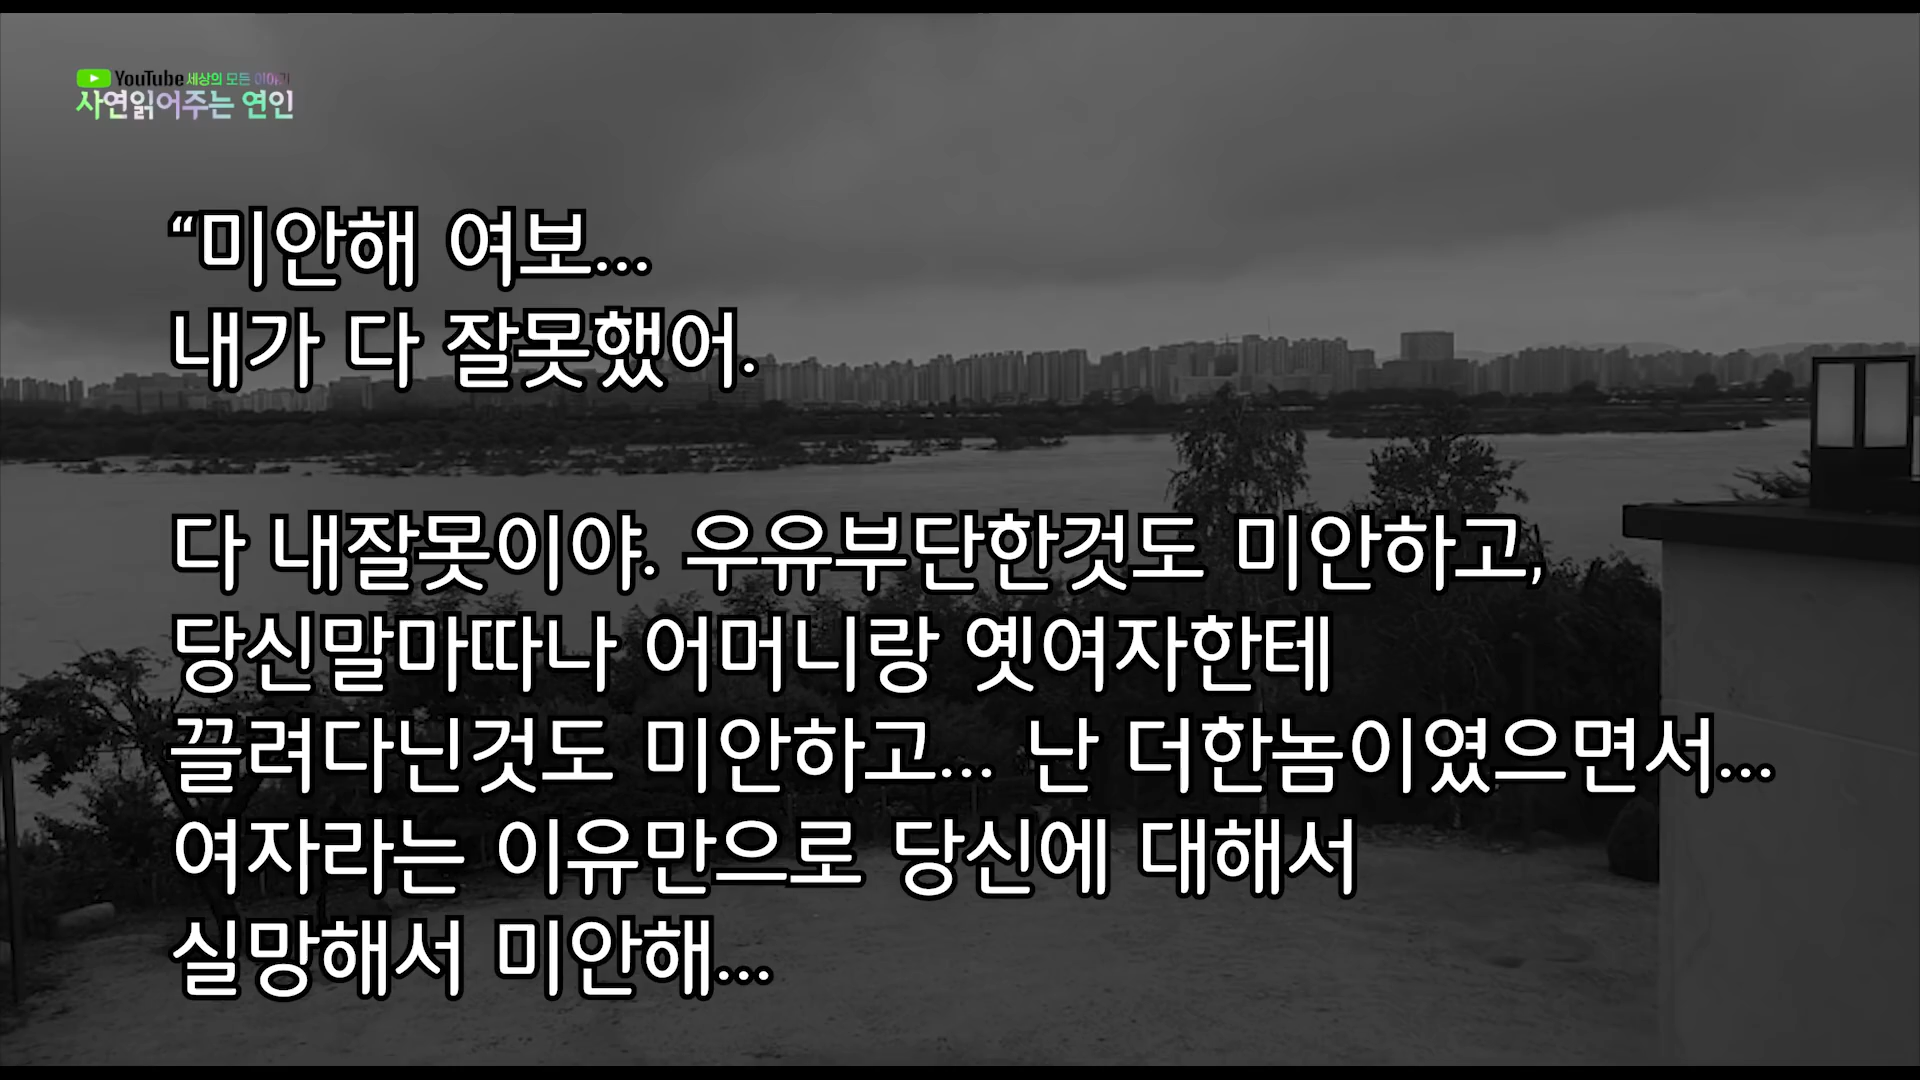 YouTube 세상의 모든 이야기
사연읽어주는 연인
“미안해 여보...
내가 다 잘못했어.
다 내잘못이야. 우유부단한것도 미안하고,
당신말마따나 어머니랑 옛여자한테
끌려다닌것도 미안하고... 난 더한놈이였으면서...
여자라는 이유만으로 당신에 대해서
실망해서 미안해...